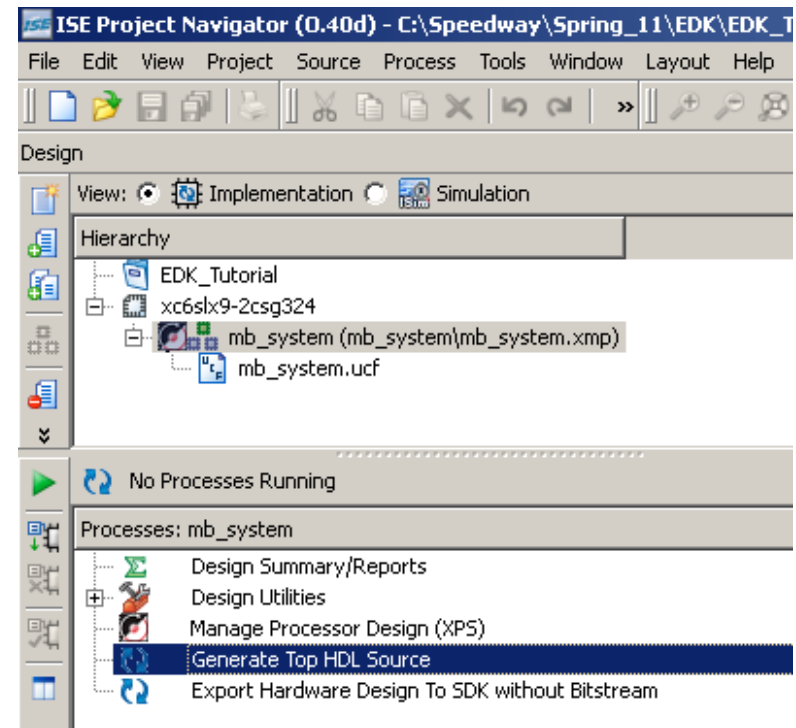 ISE ISE Project Navigator (O.40d) - C:\Speedway\Spring_11\EDK\EDK_T
File Edit View Project Source Process Tools Window Layout Help
»
Design
View: Implementation ISim Simulation
Hierarchy
EDK_Tutorial
xc6slx9-2csg324
mb_system (mb_system\mb_system.xmp)
UCF mb_system.ucf
No Processes Running
Processes: mb_system
Design Summary/Reports
Design Utilities
Manage Processor Design (XPS)
Generate Top HDL Source
Export Hardware Design To SDK without Bitstream